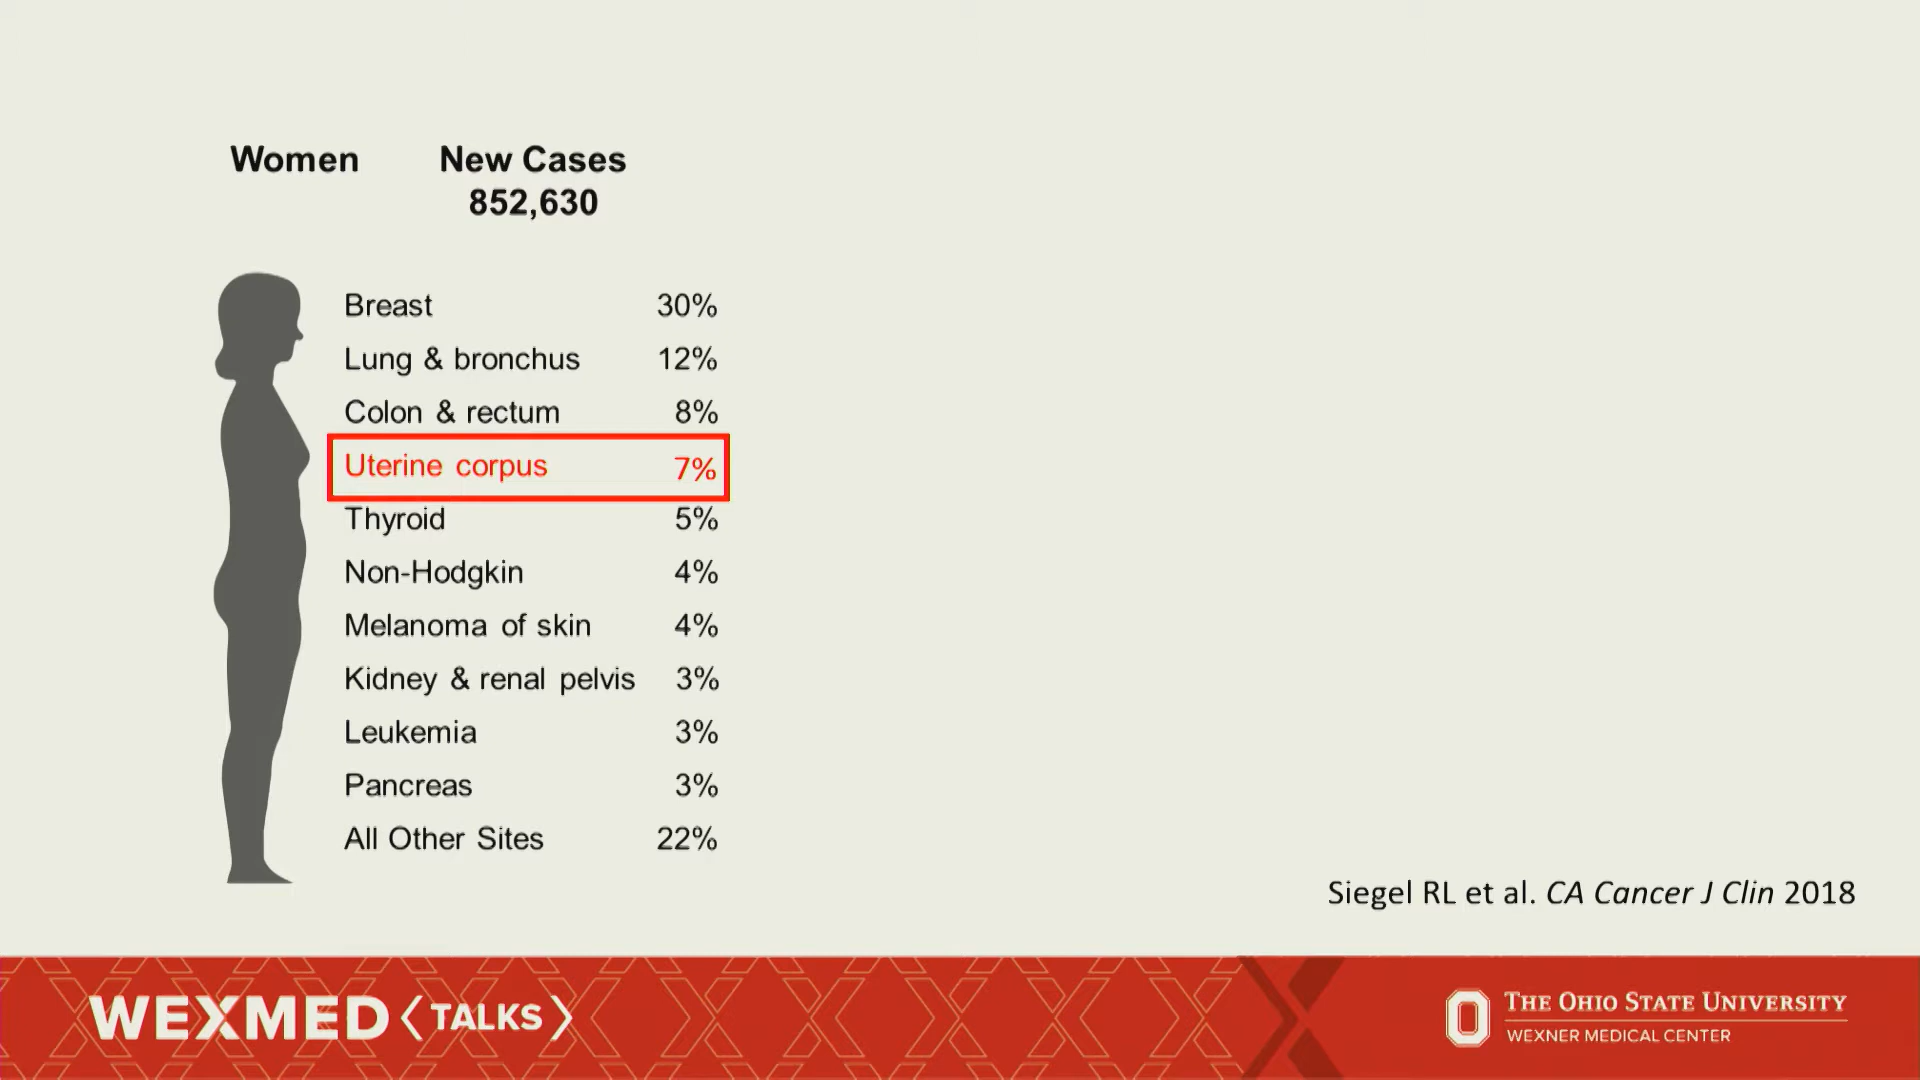 Women New Cases
852,630
Breast 30%
Lung & bronchus 12%
Colon & rectum 8%
Uterine corpus 7%
Thyroid 5%
Non-Hodgkin 4%
Melanoma of skin 4%
Kidney & renal pelvis 3%
Leukemia 3%
Pancreas 3%
All Other Sites 22%
Siegel RL et al. CA Cancer J Clin 2018
WEXMED <TALKS>
THE OHIO STATE UNIVERSITY
WEXNER MEDICAL CENTER